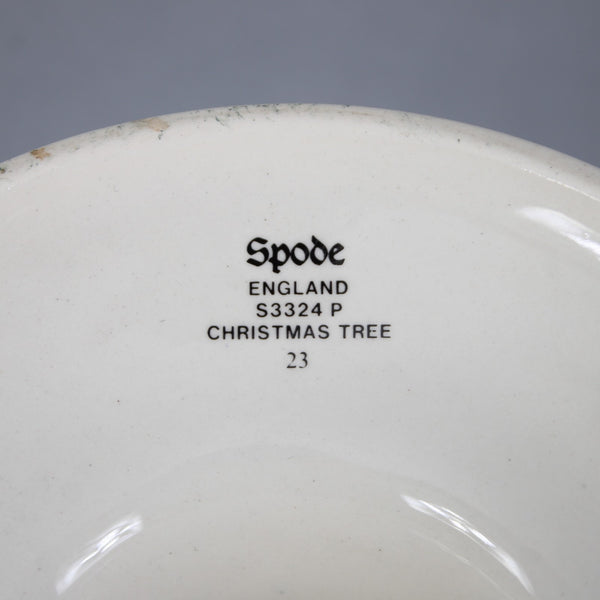 Spode
ENGLAND
S3324 P
CHRISTMAS TREE
23